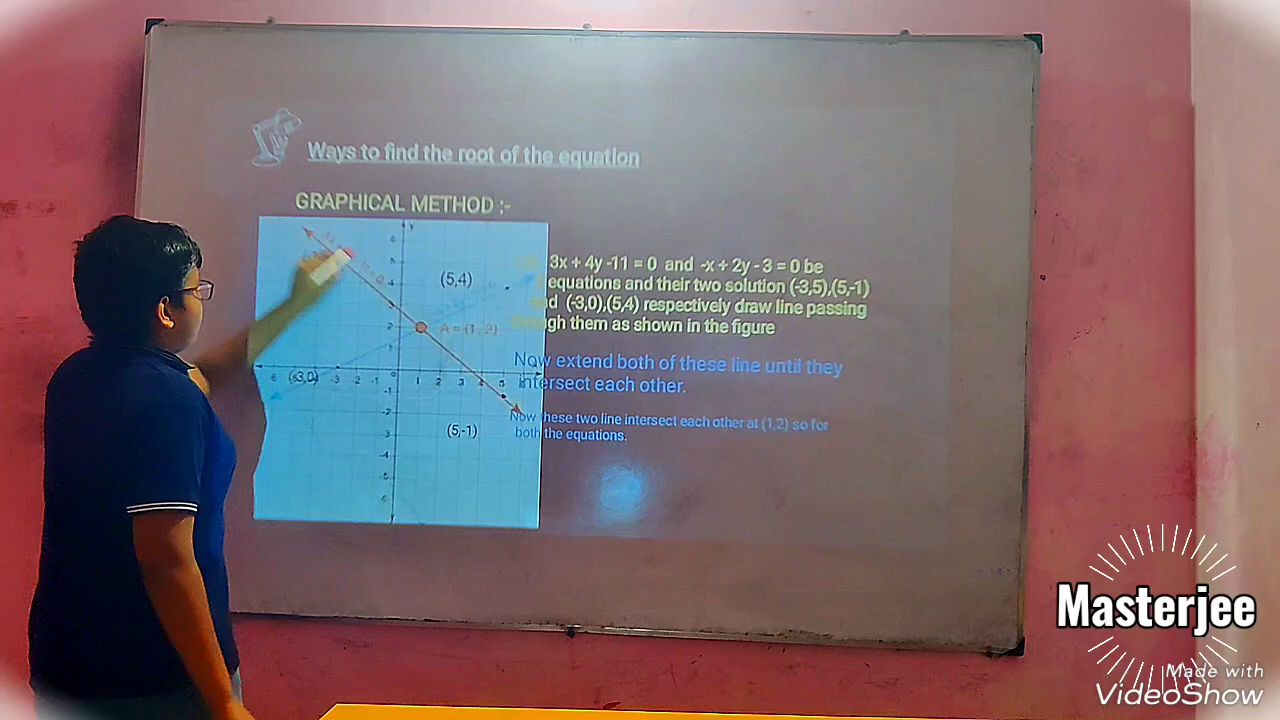 Ways to find the root of the equation
GRAPHICAL METHOD :-
3x + 4y -11 = 0 and -x + 2y - 3 = 0 be
equations and their two solution (-3,5),(5,-1)
(-3,0),(5,4) respectively draw line passing
them as shown in the figure
Now extend both of these line until they
intersect each other.
Now these two line intersect each other at (1,2) so for
both the equations.
(5,4)
A = (1, 2)
(-3,0)
(5,-1)
Masterjee
Made with
VideoShow